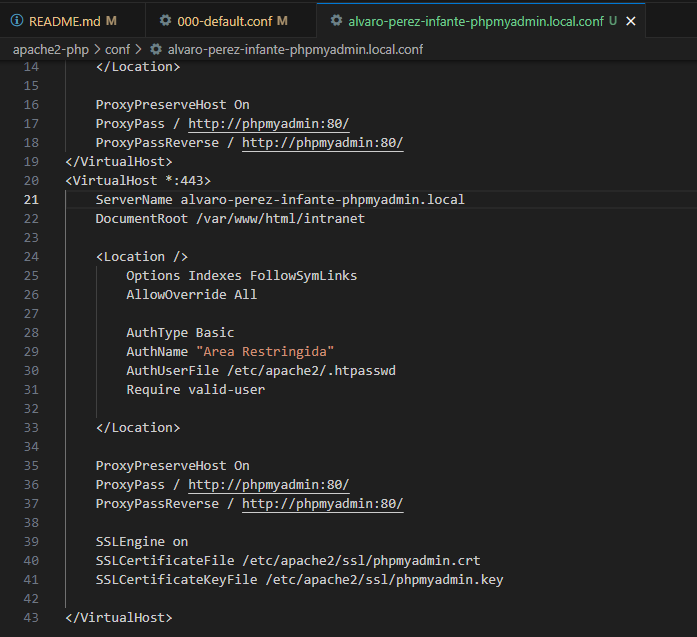 README.md M
000-default.conf M
alvaro-perez-infante-phpmyadmin.local.conf U
apache2-php > conf > alvaro-perez-infante-phpmyadmin.local.conf
14 </Location>
15
16 ProxyPreserveHost On
17 ProxyPass / http://phpmyadmin:80/
18 ProxyPassReverse / http://phpmyadmin:80/
19 </VirtualHost>
20 <VirtualHost *:443>
21 ServerName alvaro-perez-infante-phpmyadmin.local
22 DocumentRoot /var/www/html/intranet
23
24 <Location />
25 Options Indexes FollowSymLinks
26 AllowOverride All
27
28 AuthType Basic
29 AuthName "Area Restringida"
30 AuthUserFile /etc/apache2/.htpasswd
31 Require valid-user
32
33 </Location>
34
35 ProxyPreserveHost On
36 ProxyPass / http://phpmyadmin:80/
37 ProxyPassReverse / http://phpmyadmin:80/
38
39 SSLEngine on
40 SSLCertificateFile /etc/apache2/ssl/phpmyadmin.crt
41 SSLCertificateKeyFile /etc/apache2/ssl/phpmyadmin.key
42
43 </VirtualHost>